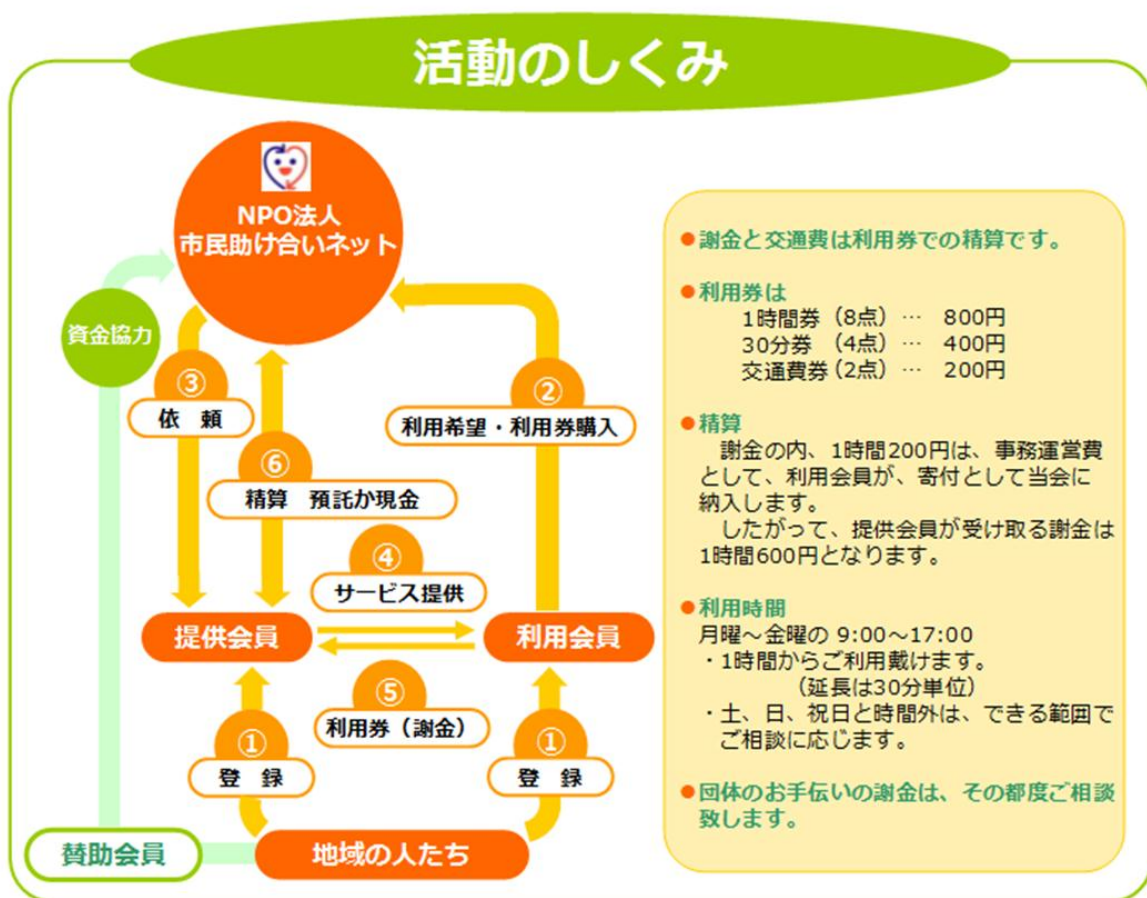 活動のしくみ
NPO法人
市民助け合いネット
資金協力
③
依　頼
②
利用希望・利用券購入
⑥
精算　預託か現金
④
サービス提供
提供会員
利用会員
⑤
利用券（謝金）
①
登　録
①
登　録
賛助会員
地域の人たち
●謝金と交通費は利用券での精算です。
●利用券は
1時間券（8点）… 800円
30分券（4点）… 400円
交通費券（2点）… 200円
●精算
謝金の内、1時間200円は、事務運営費
として、利用会員が、寄付として当会に
納入します。
したがって、提供会員が受け取る謝金は
1時間600円となります。
●利用時間
月曜～金曜の 9:00～17:00
・1時間からご利用戴けます。
（延長は30分単位）
・土、日、祝日と時間外は、できる範囲で
ご相談に応じます。
●団体のお手伝いの謝金は、その都度ご相談
致します。